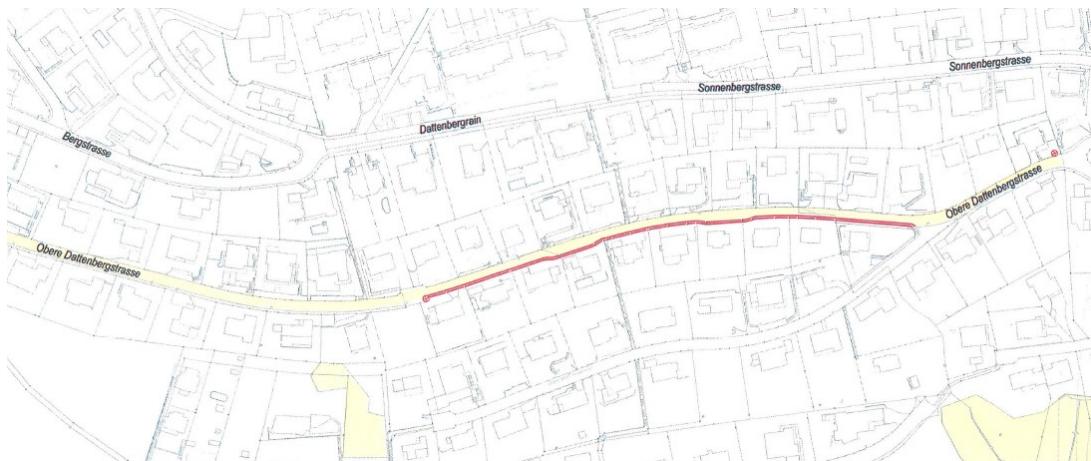 Sonnenbergstrasse
Sonnenbergstrasse
Dattenbergrain
Bergstrasse
Obere Dattenbergstrasse
Obere Dattenbergstrasse